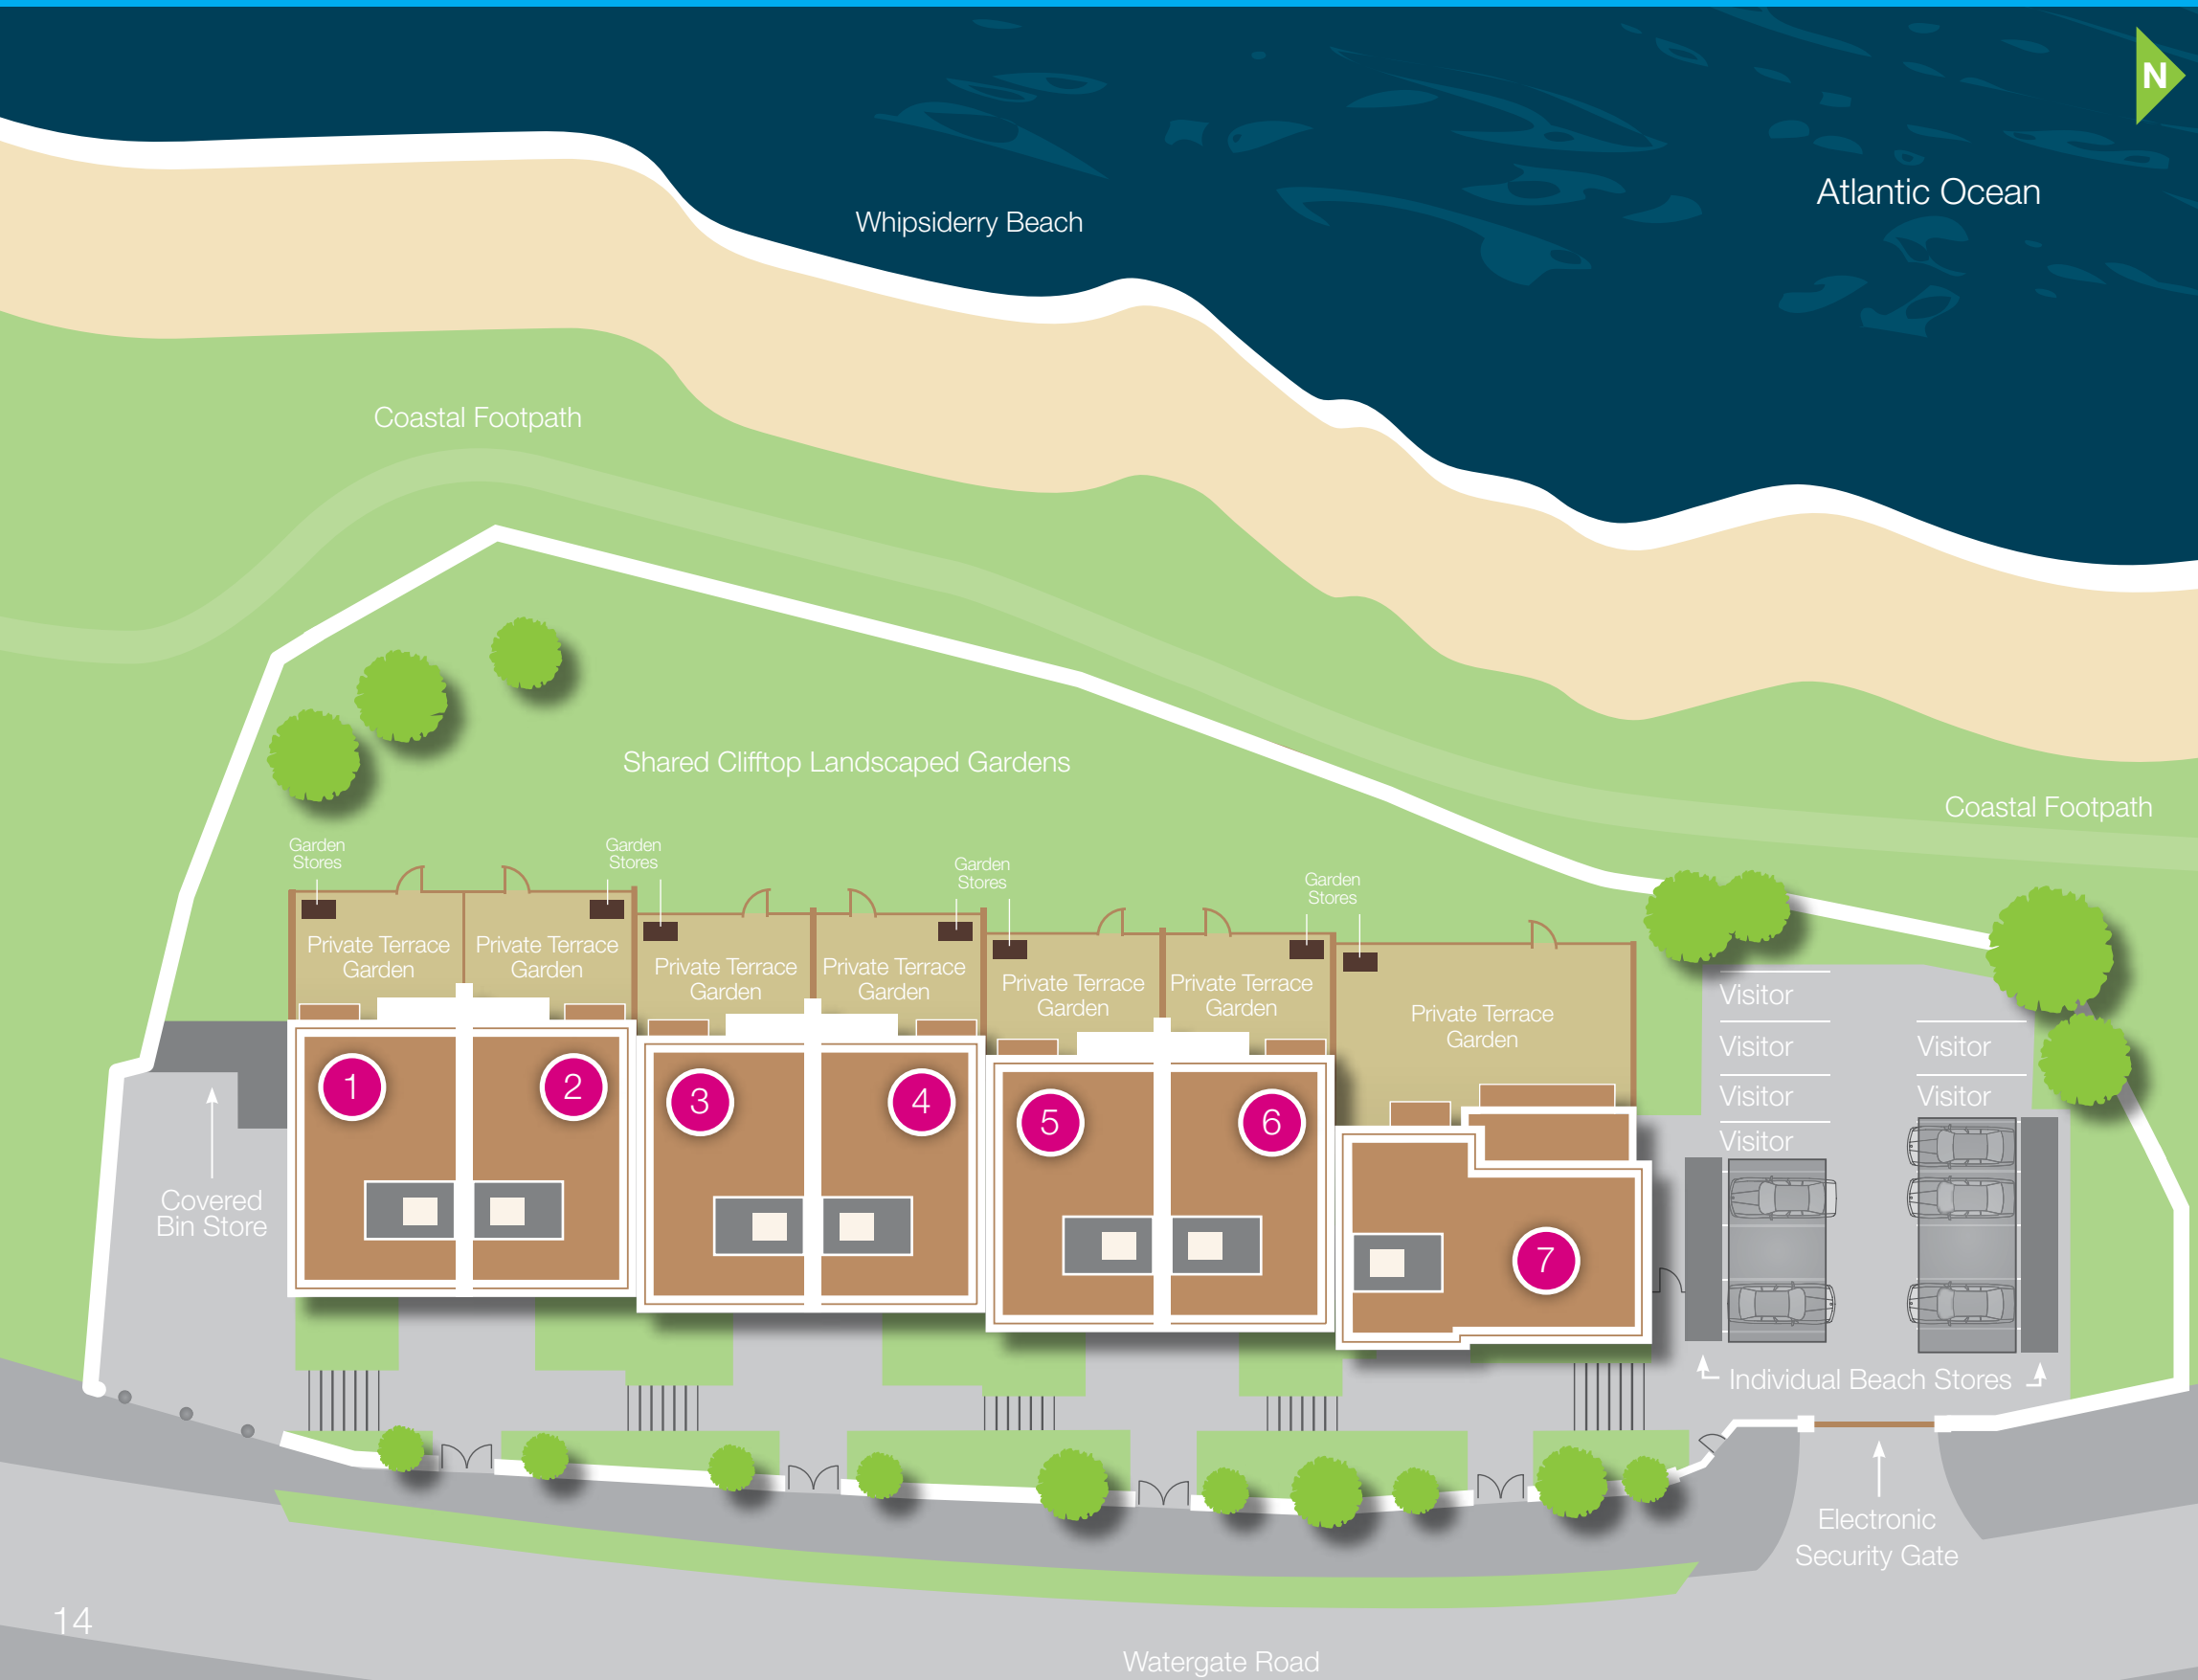 N
Atlantic Ocean
Whipsiderry Beach
Coastal Footpath
Shared Clifftop Landscaped Gardens
Coastal Footpath
Garden
Stores
Garden
Stores
Garden
Stores
Garden
Stores
Private Terrace
Garden
Private Terrace
Garden
Private Terrace
Garden
Private Terrace
Garden
Private Terrace
Garden
Private Terrace
Garden
Private Terrace
Garden
Visitor
Visitor
Visitor
Visitor
Visitor
Visitor
1
2
3
4
5
6
7
Covered
Bin Store
Individual Beach Stores
Electronic
Security Gate
14
Watergate Road